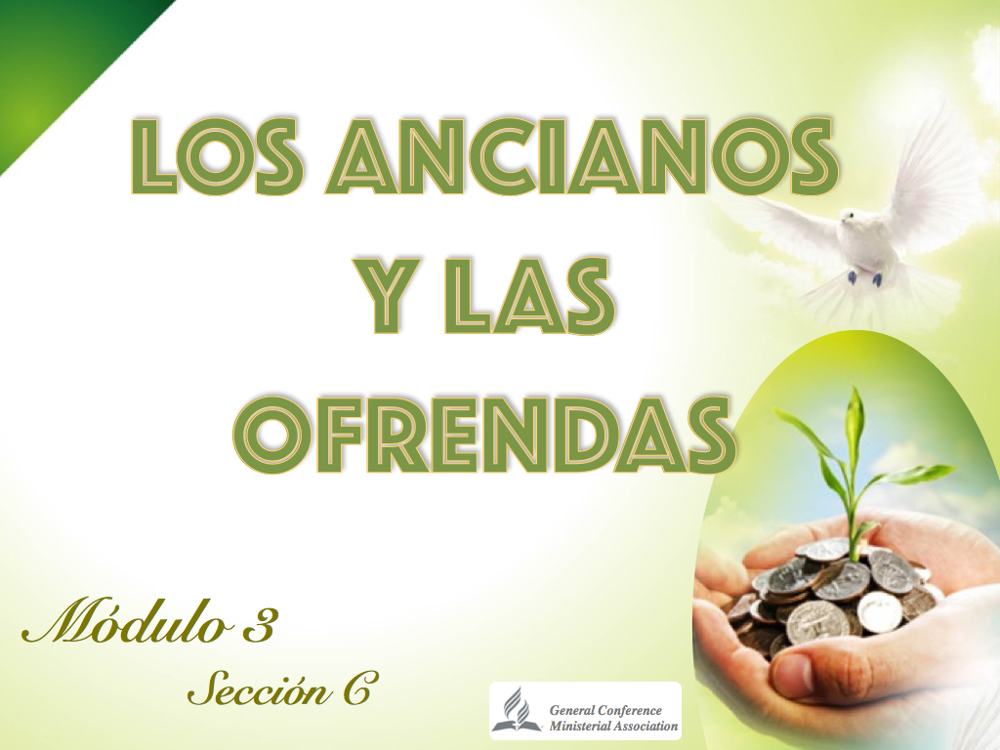 LOS ANCIANOS
Y LAS
OFRENDAS
Módulo 3
Sección C
General Conference
Ministerial Association